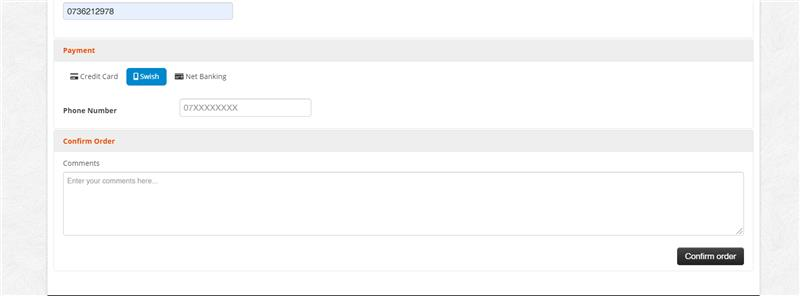 0736212978
Payment
Credit Card Swish Net Banking
Phone Number 07XXXXXXXX
Confirm Order
Comments
Enter your comments here...
Confirm order